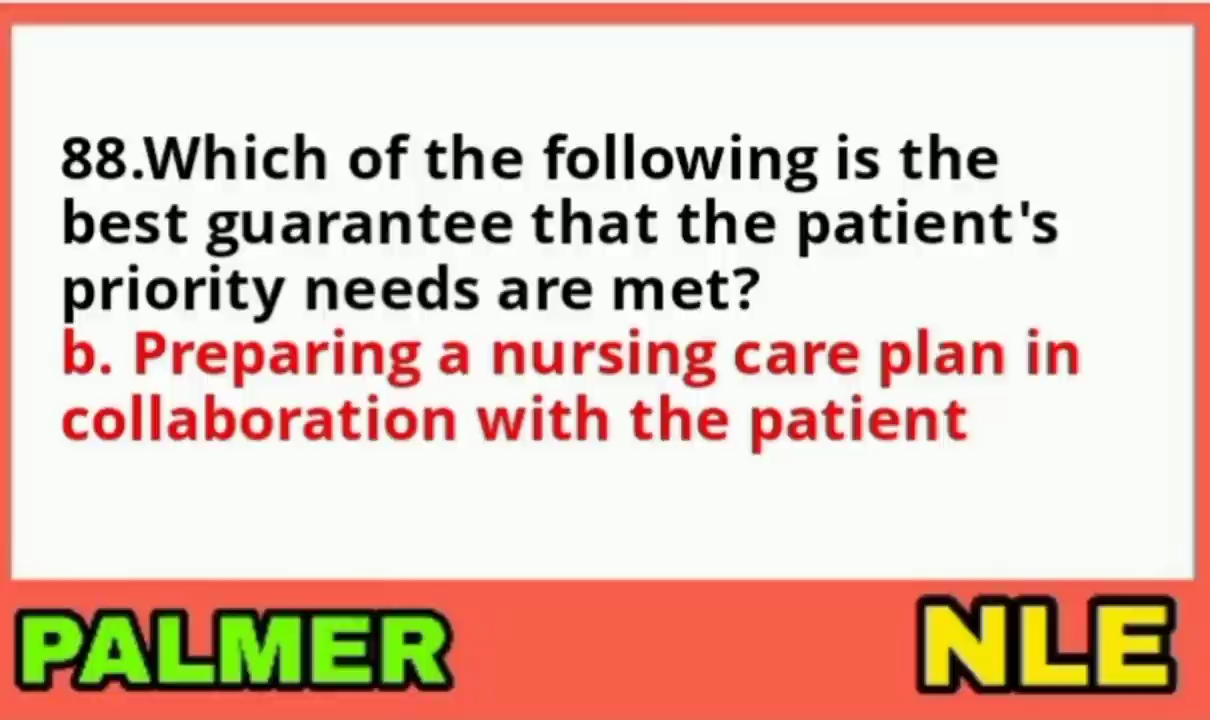 88.Which of the following is the
best guarantee that the patient's
priority needs are met?
b. Preparing a nursing care plan in
collaboration with the patient
PALMER
NLE